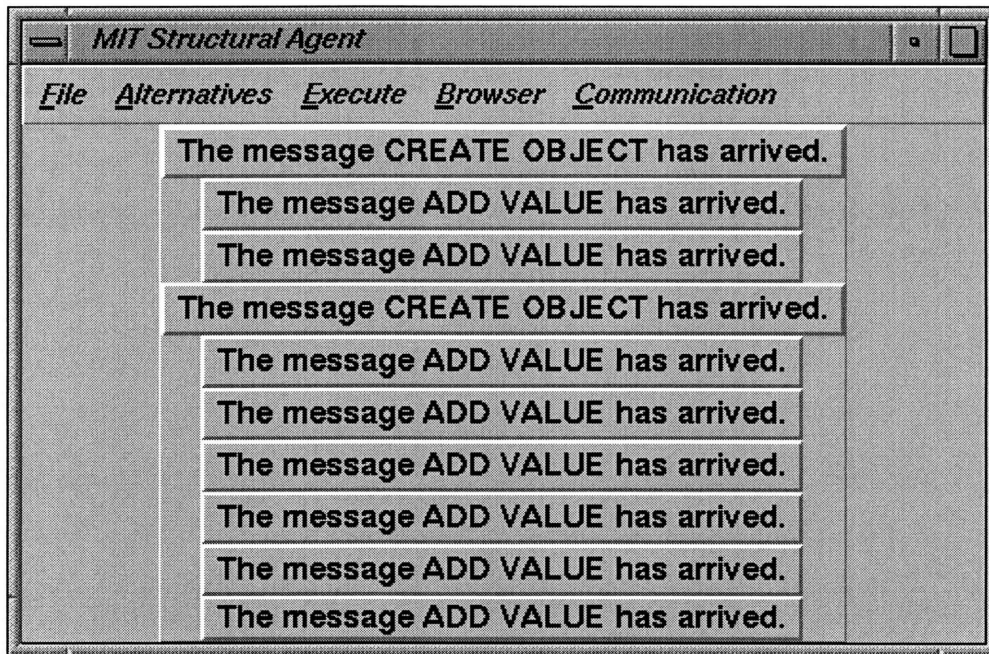 MIT Structural Agent
File Alternatives Execute Browser Communication
The message CREATE OBJECT has arrived.
The message ADD VALUE has arrived.
The message ADD VALUE has arrived.
The message CREATE OBJECT has arrived.
The message ADD VALUE has arrived.
The message ADD VALUE has arrived.
The message ADD VALUE has arrived.
The message ADD VALUE has arrived.
The message ADD VALUE has arrived.
The message ADD VALUE has arrived.